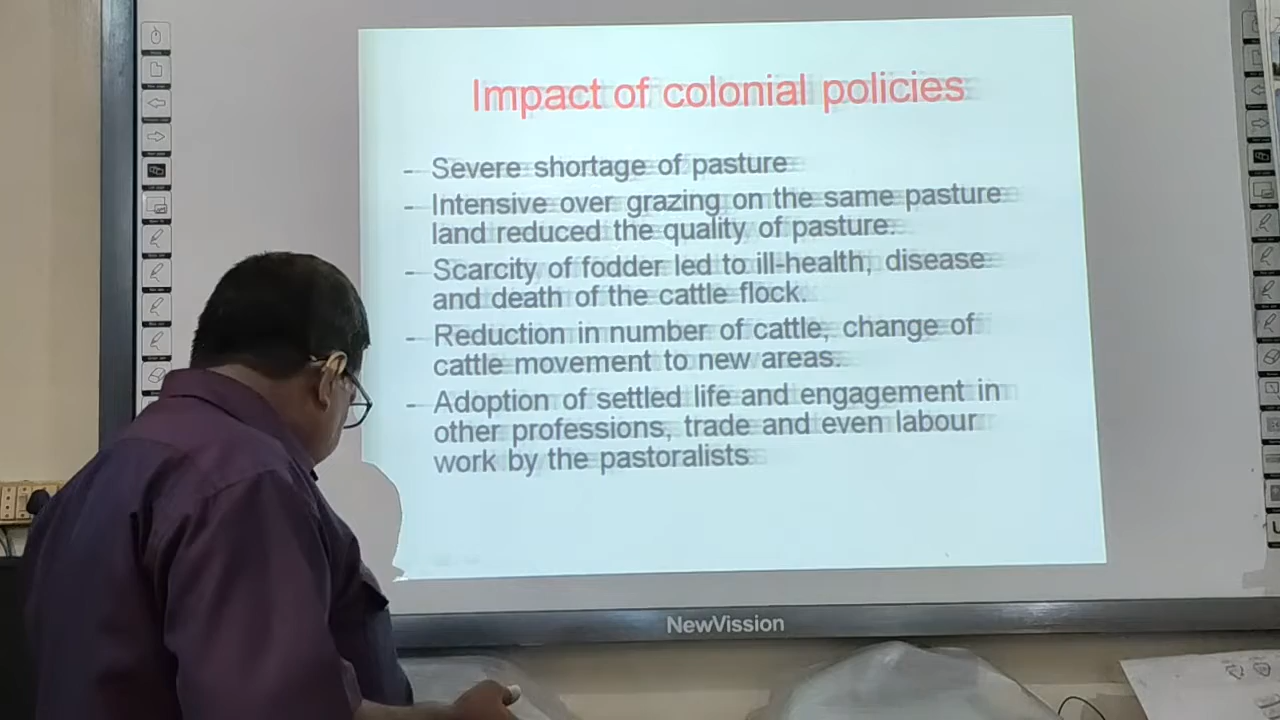 Impact of colonial policies
– Severe shortage of pasture
– Intensive over grazing on the same pasture
land reduced the quality of pasture.
– Scarcity of fodder led to ill-health, disease
and death of the cattle flock.
– Reduction in number of cattle, change of
cattle movement to new areas.
– Adoption of settled life and engagement in
other professions, trade and even labour
work by the pastoralists
NewVission